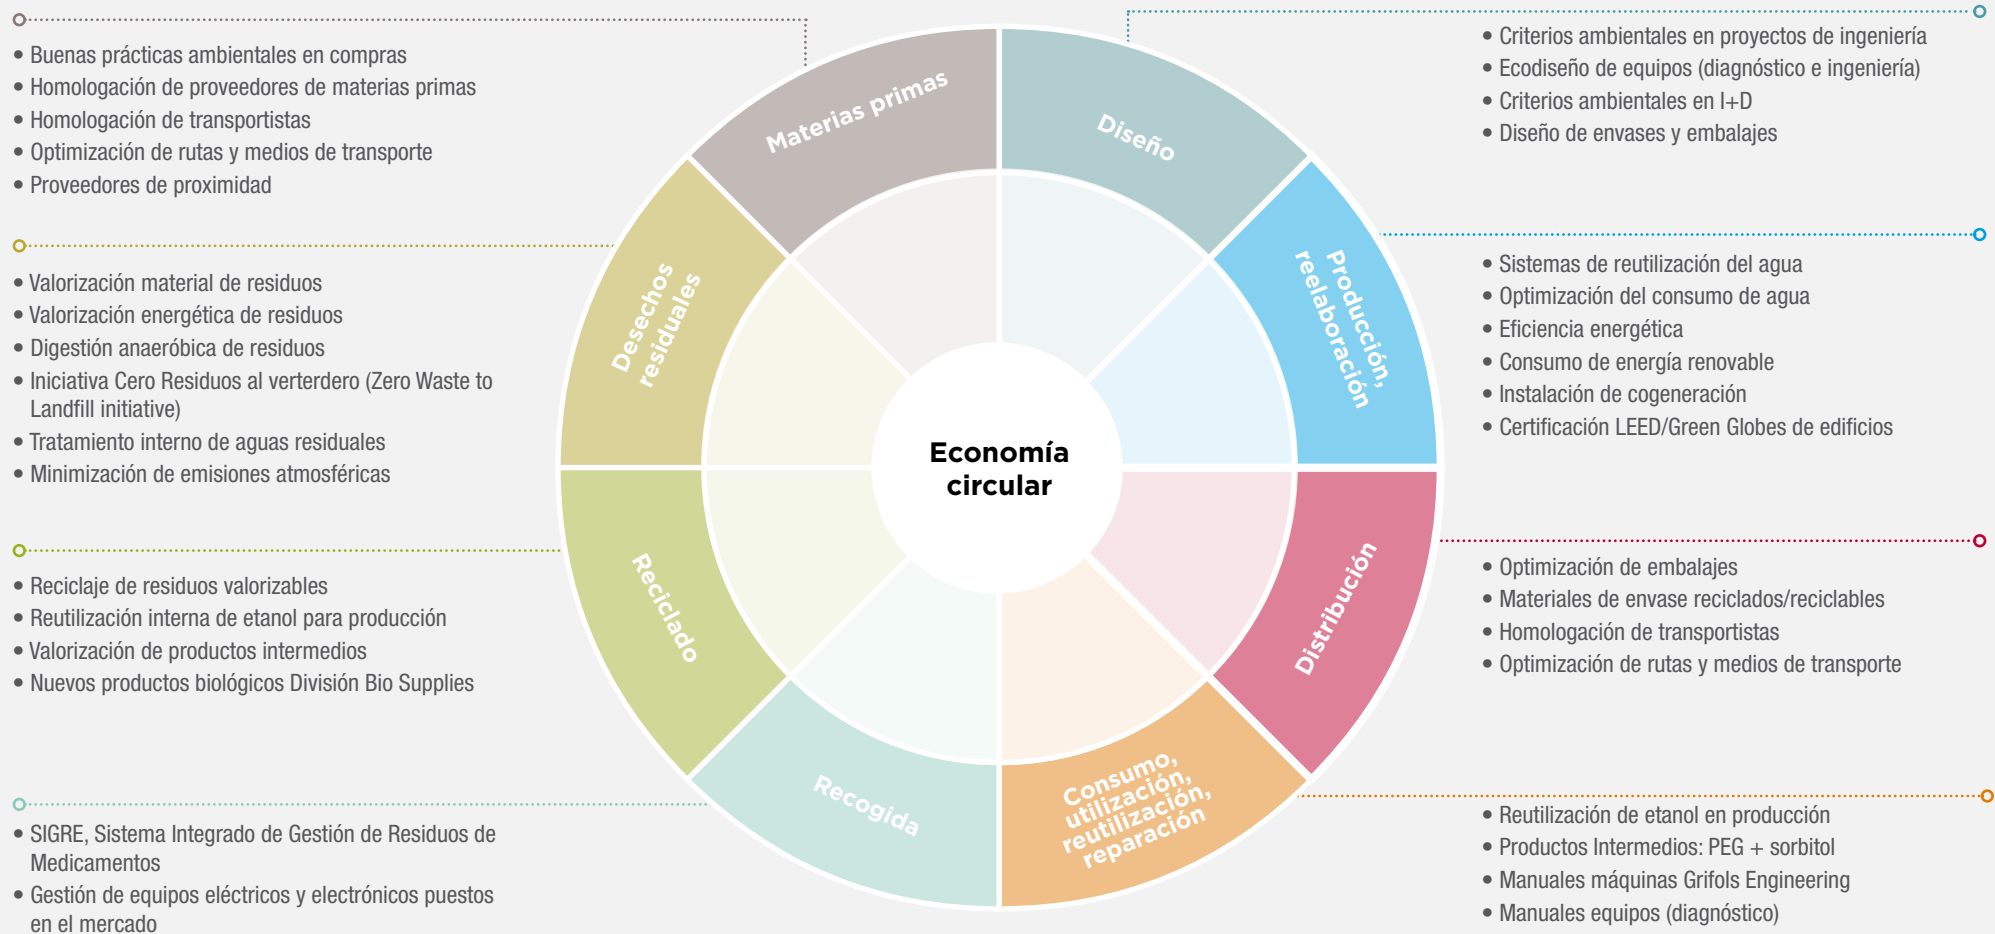 • Buenas prácticas ambientales en compras
• Homologación de proveedores de materias primas
• Homologación de transportistas
• Optimización de rutas y medios de transporte
• Proveedores de proximidad
• Valorización material de residuos
• Valorización energética de residuos
• Digestión anaeróbica de residuos
• Iniciativa Cero Residuos al verterdero (Zero Waste to
Landfill initiative)
• Tratamiento interno de aguas residuales
• Minimización de emisiones atmosféricas
• Reciclaje de residuos valorizables
• Reutilización interna de etanol para producción
• Valorización de productos intermedios
• Nuevos productos biológicos División Bio Supplies
• SIGRE, Sistema Integrado de Gestión de Residuos de
Medicamentos
• Gestión de equipos eléctricos y electrónicos puestos
en el mercado
Materias primas
Diseño
Producción,
reelaboración
Distribución
Consumo,
utilización,
reutilización,
reparación
Recogida
Reciclado
Desechos
residuales
Economía
circular
• Criterios ambientales en proyectos de ingeniería
• Ecodiseño de equipos (diagnóstico e ingeniería)
• Criterios ambientales en I+D
• Diseño de envases y embalajes
• Sistemas de reutilización del agua
• Optimización del consumo de agua
• Eficiencia energética
• Consumo de energía renovable
• Instalación de cogeneración
• Certificación LEED/Green Globes de edificios
• Optimización de embalajes
• Materiales de envase reciclados/reciclables
• Homologación de transportistas
• Optimización de rutas y medios de transporte
• Reutilización de etanol en producción
• Productos Intermedios: PEG + sorbitol
• Manuales máquinas Grifols Engineering
• Manuales equipos (diagnóstico)